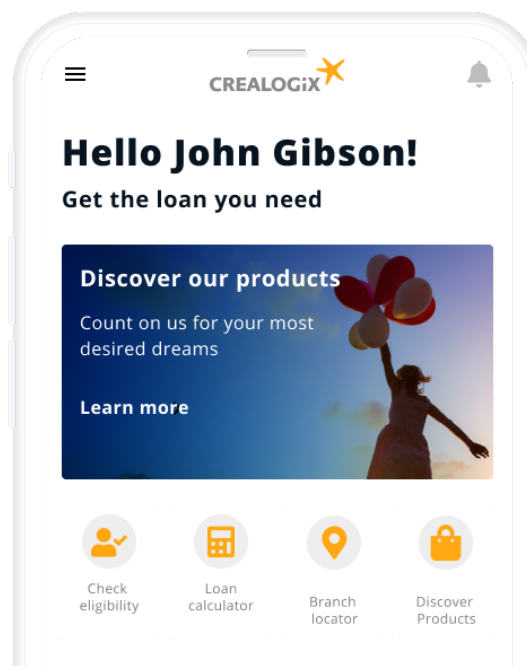 CREALOGiX
Hello John Gibson!
Get the loan you need
Discover our products
Count on us for your most
desired dreams
Learn more
Check
eligibility
Loan
calculator
Branch
locator
Discover
Products